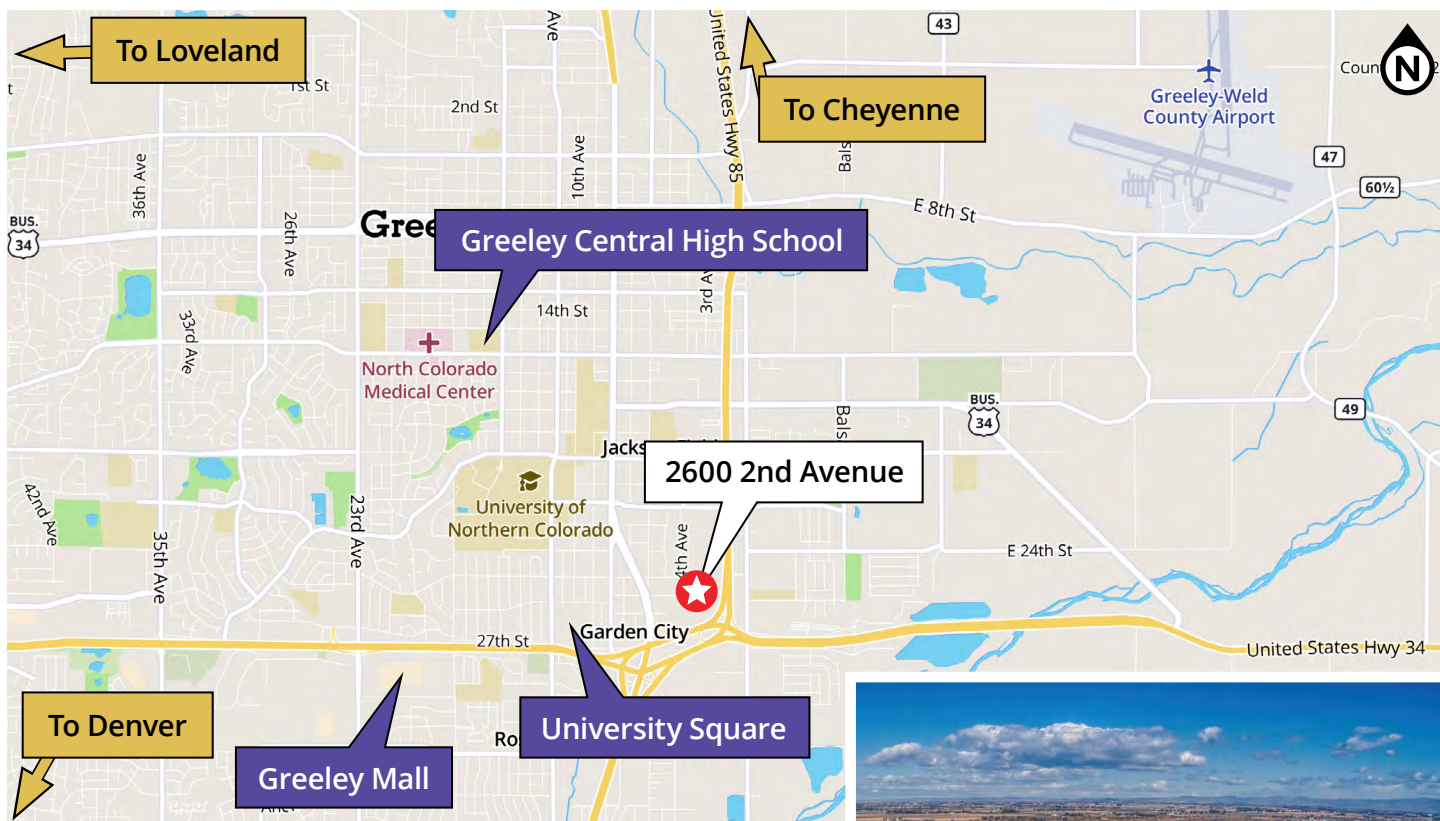 To Loveland
1st St
2nd St
Ave
United States Hwy 85
To Cheyenne
43
Greeley-Weld
County Airport
N
36th Ave
10th Ave
47
60½
BUS.
34
26th Ave
E 8th St
Greeley Central High School
33rd Ave
14th St
3rd
North Colorado
Medical Center
BUS.
34
49
2600 2nd Avenue
42nd Ave
35th Ave
23rd Ave
University of
Northern Colorado
4th Ave
E 24th St
Garden City
27th St
United States Hwy 34
To Denver
University Square
Greeley Mall